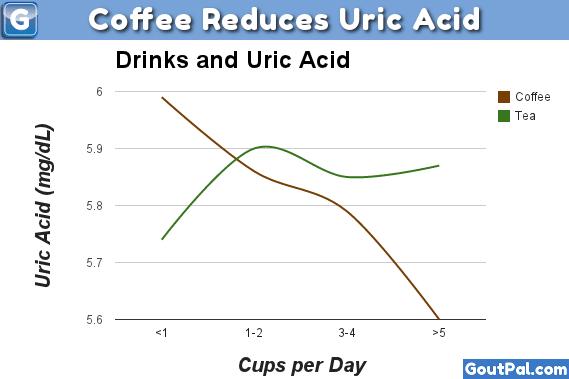 G Coffee Reduces Uric Acid
Drinks and Uric Acid
Coffee
Tea
Uric Acid (mg/dL)
6
5.9
5.8
5.7
5.6
<1 1-2 3-4 >5
Cups per Day
GoutPal.com